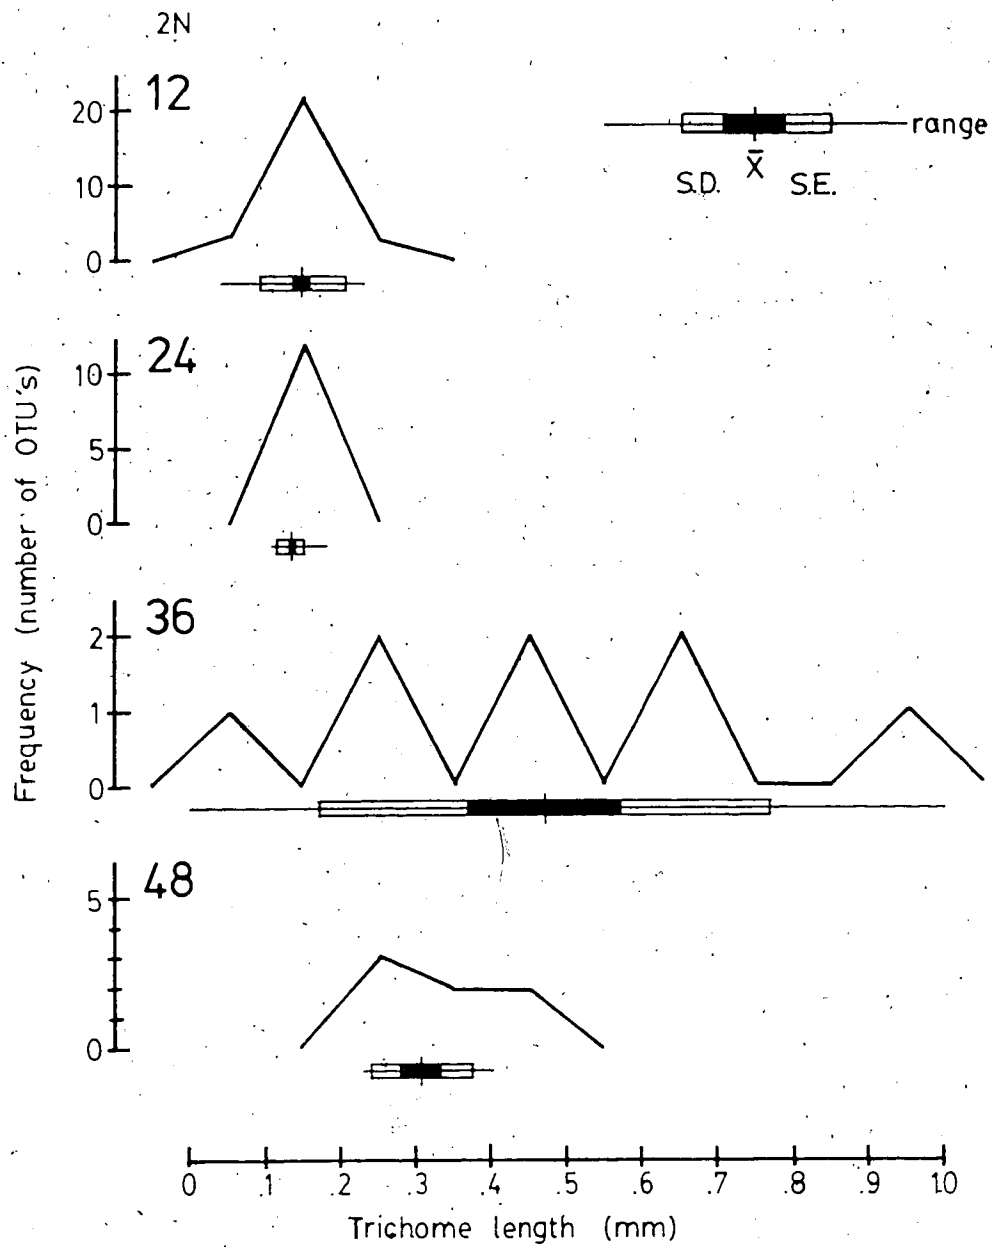 2N
12
20
10
0
range
X̄
S.D.
S.E.
24
10
5
0
Frequency (number of OTU's)
36
2
1
0
48
5
0
0 .1 .2 .3 .4 .5 .6 .7 .8 .9 1.0
Trichome length (mm)